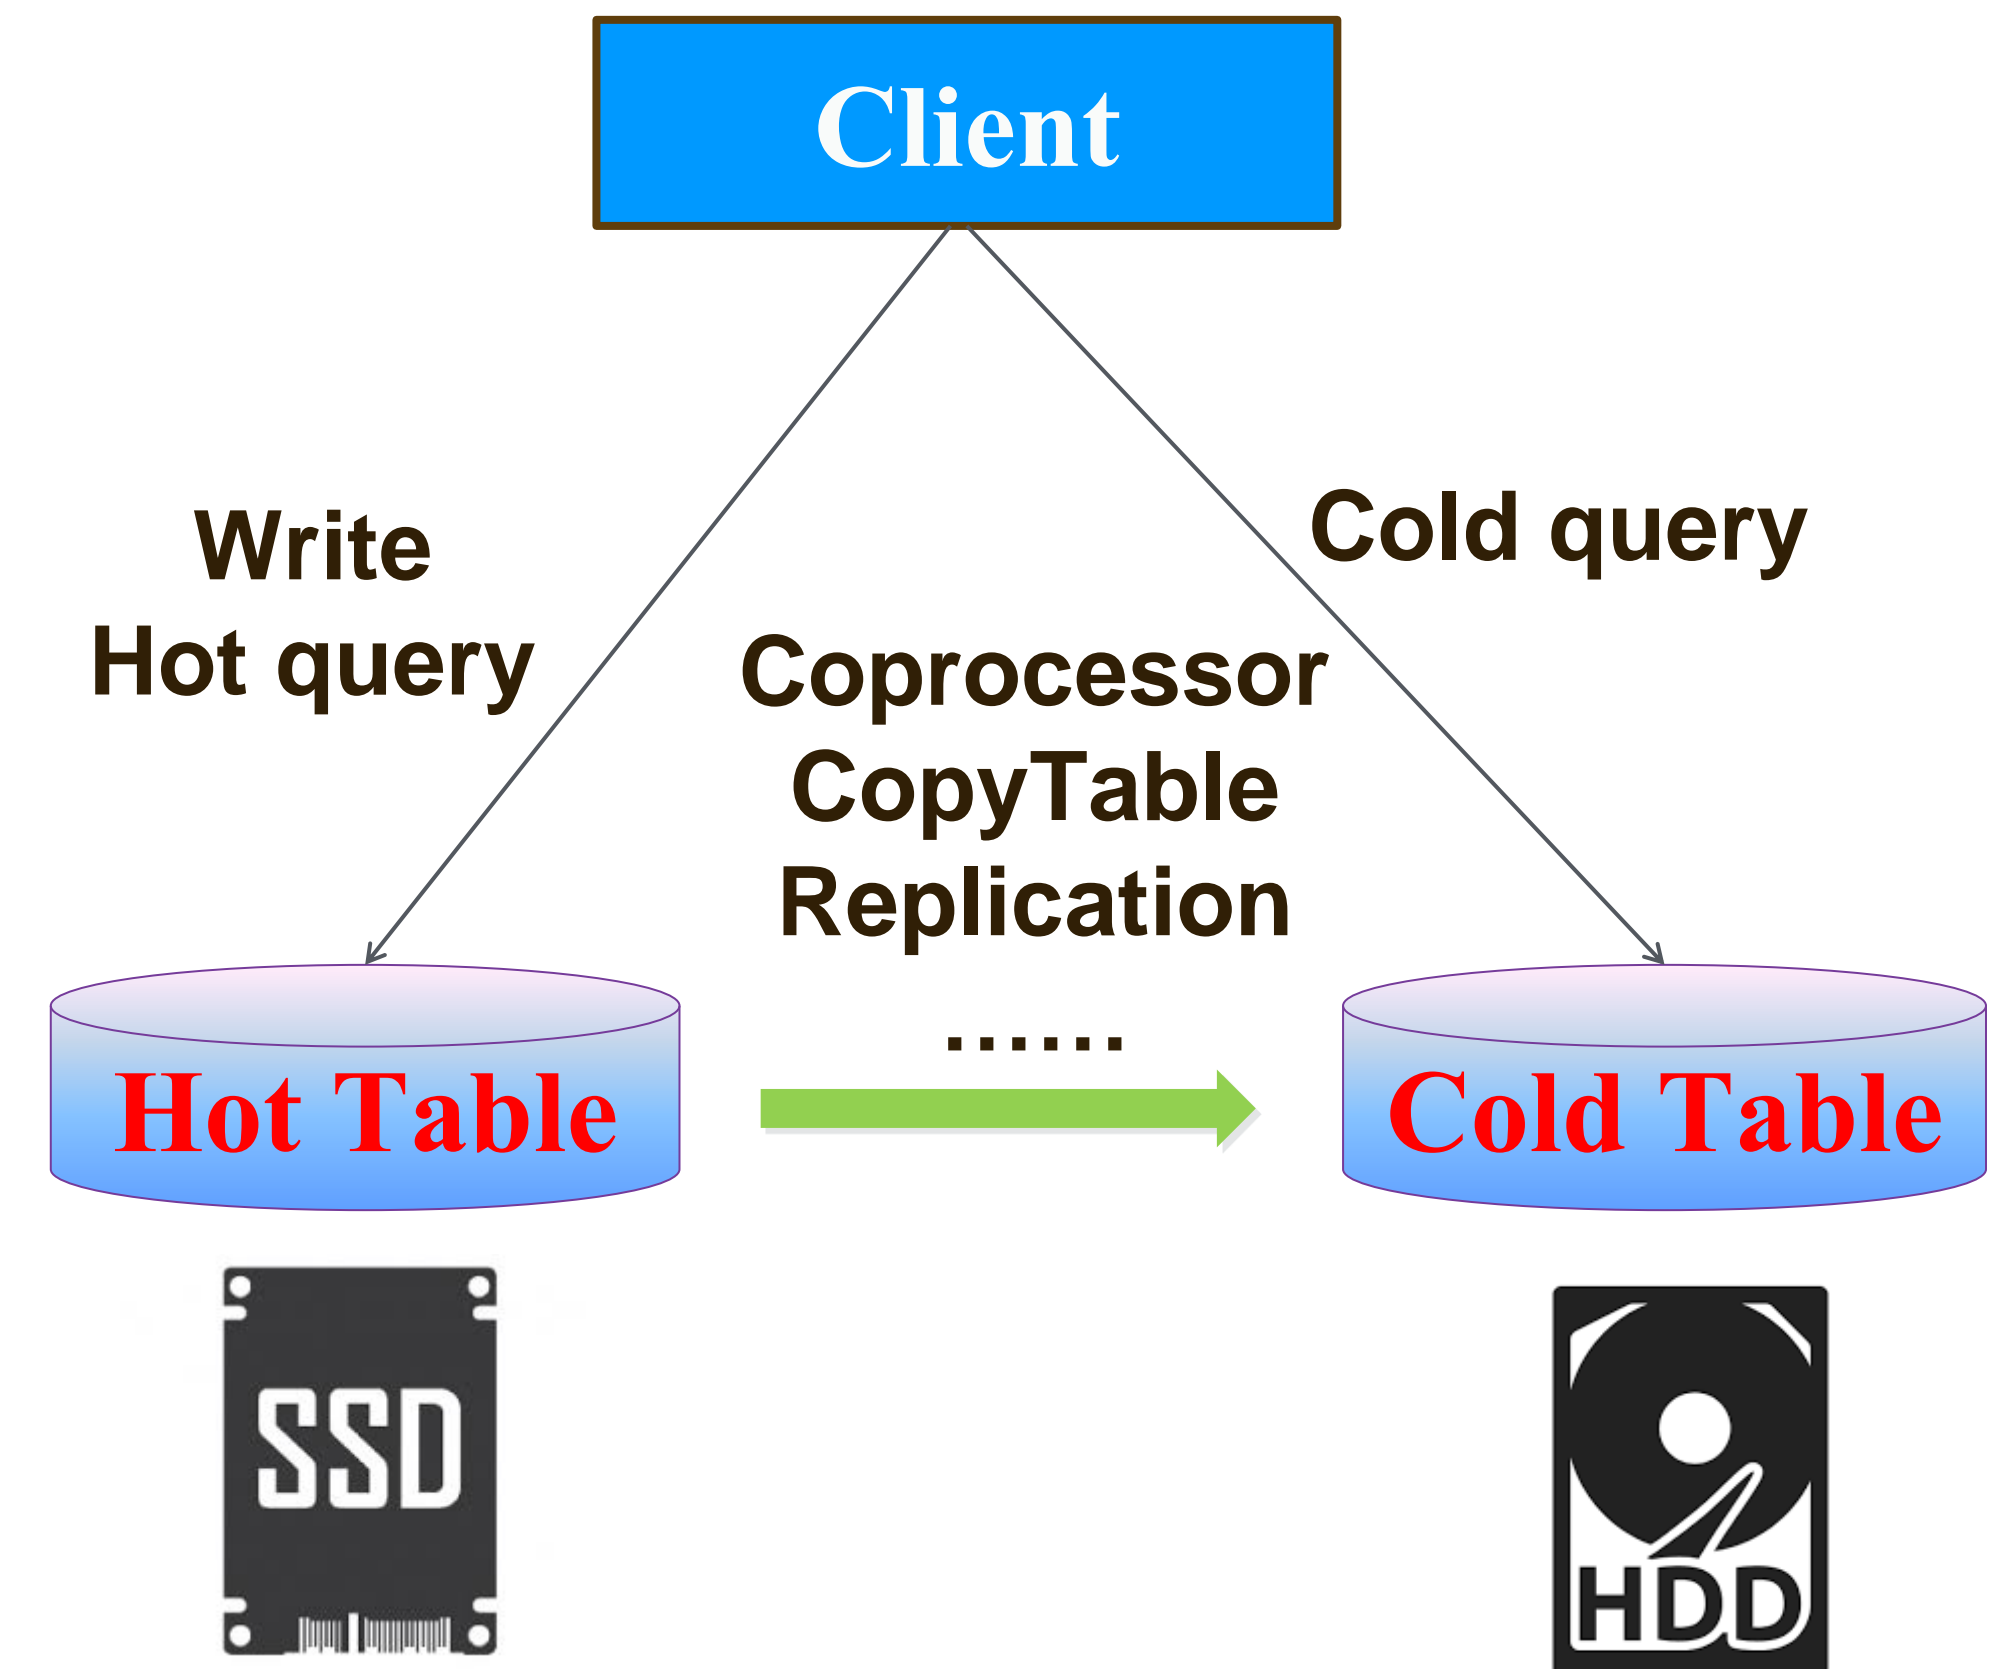 Client
Write
Hot query
Cold query
Coprocessor
CopyTable
Replication
......
Hot Table
Cold Table
SSD
HDD